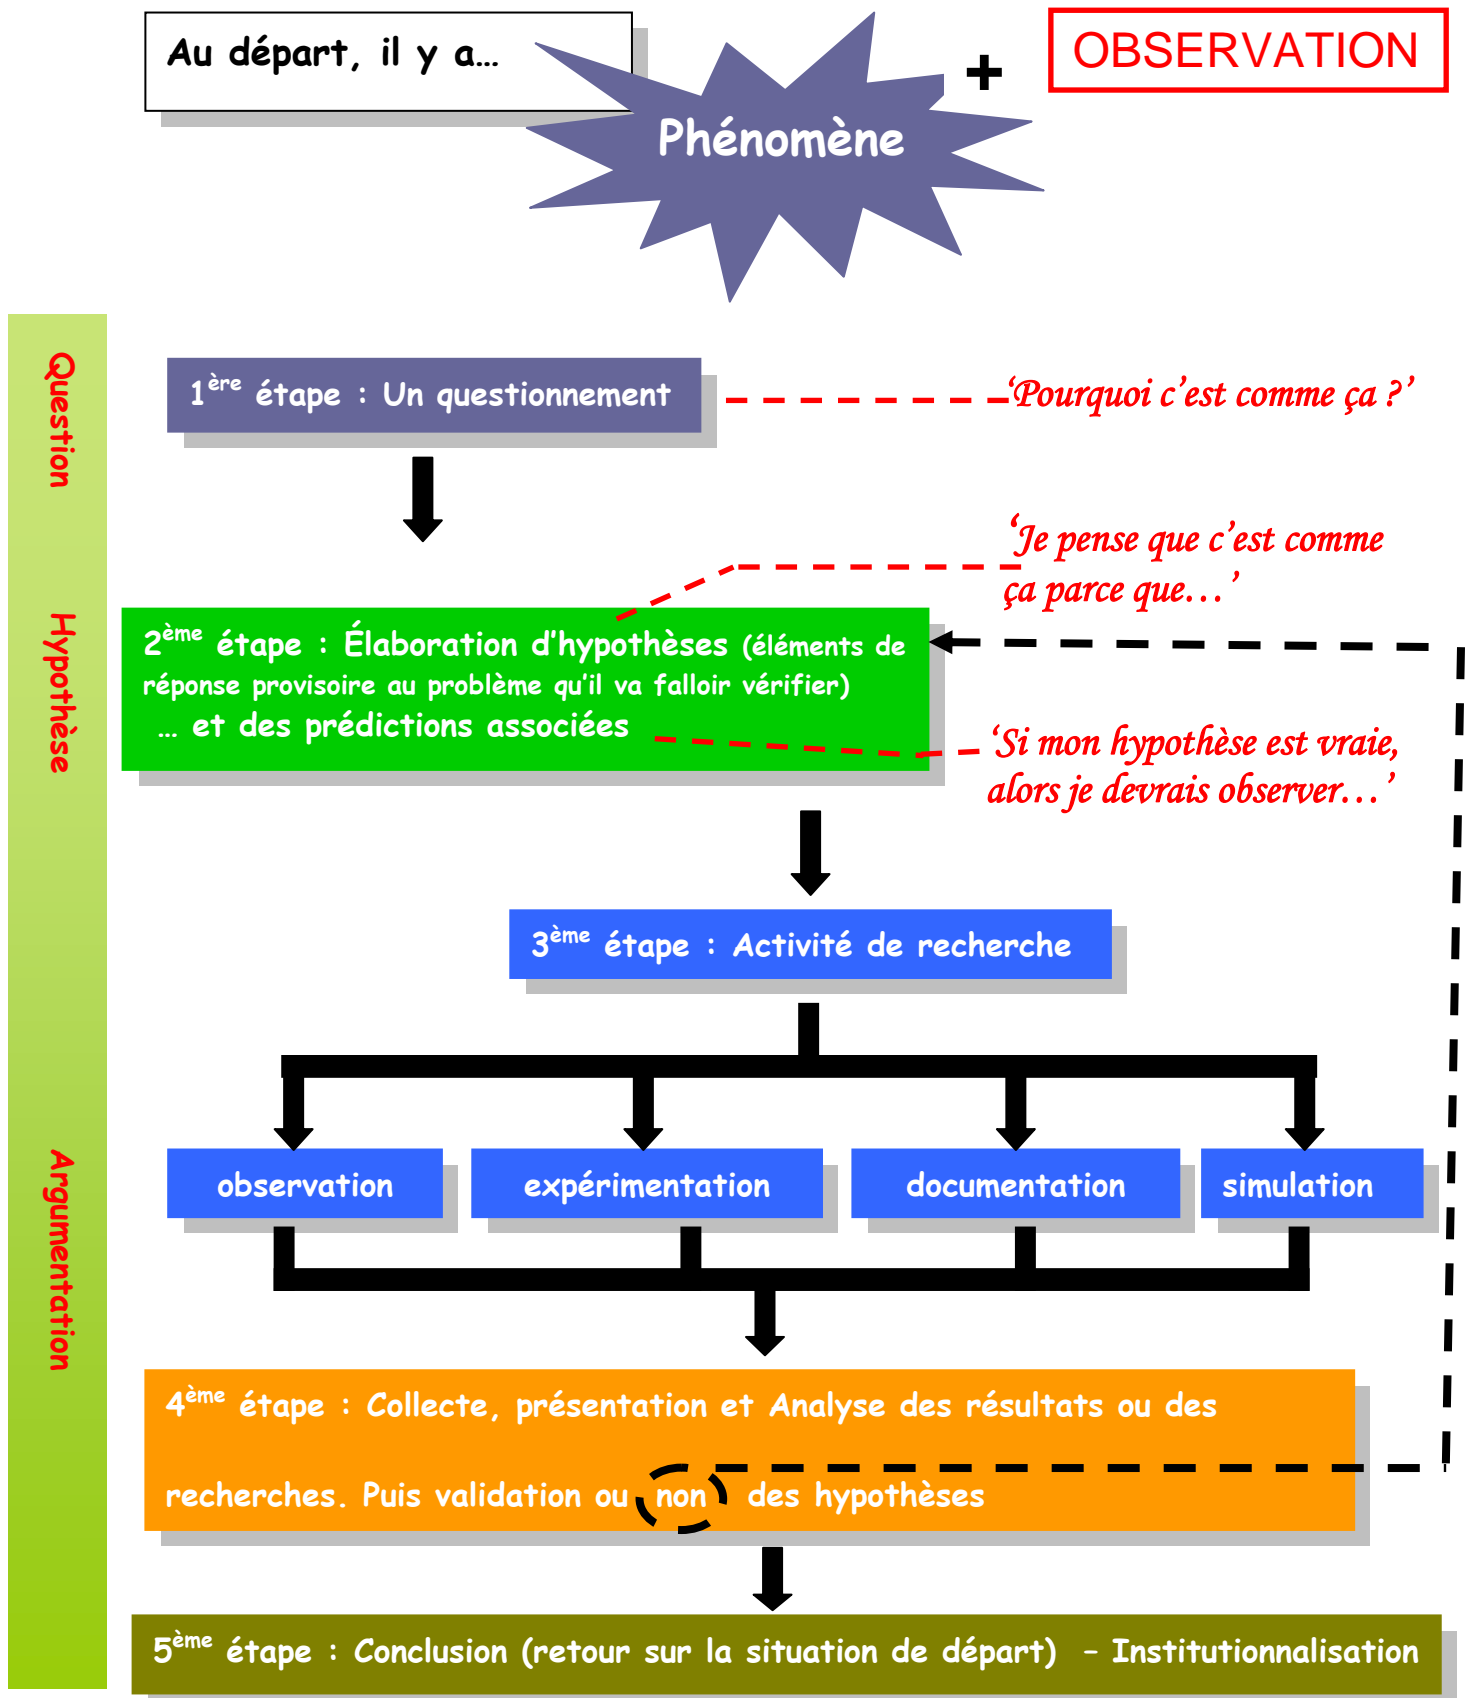 Au départ, il y a…
Phénomène
+
OBSERVATION
Question
1ère étape : Un questionnement
‘Pourquoi c’est comme ça ?’
‘Je pense que c’est comme
ça parce que…’
Hypothèse
2ème étape : Élaboration d’hypothèses (éléments de
réponse provisoire au problème qu’il va falloir vérifier)
… et des prédictions associées
‘Si mon hypothèse est vraie,
alors je devrais observer…’
3ème étape : Activité de recherche
Argumentation
observation
expérimentation
documentation
simulation
4ème étape : Collecte, présentation et Analyse des résultats ou des
recherches. Puis validation ou non des hypothèses
5ème étape : Conclusion (retour sur la situation de départ) – Institutionnalisation